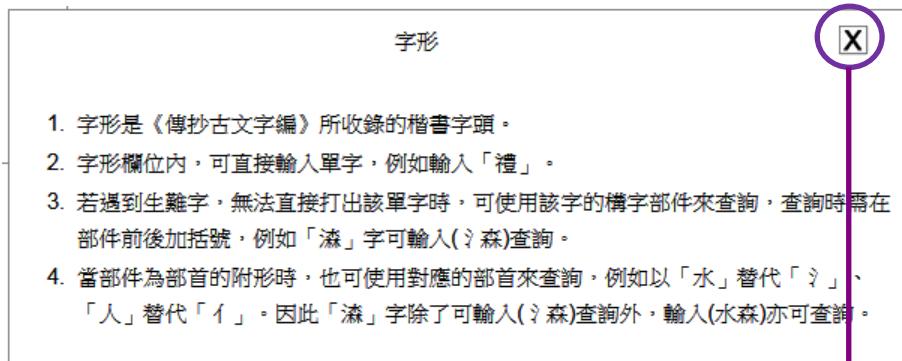 字形
X
1. 字形是《傳抄古文字編》所收錄的楷書字頭。
2. 字形欄位內，可直接輸入單字，例如輸入「禮」。
3. 若遇到生難字，無法直接打出該單字時，可使用該字的構字部件來查詢，查詢時需在
部件前後加括號，例如「潹」字可輸入(氵森)查詢。
4. 當部件為部首的附形時，也可使用對應的部首來查詢，例如以「水」替代「氵」、
「人」替代「亻」。因此「潹」字除了可輸入(氵森)查詢外，輸入(水森)亦可查詢。